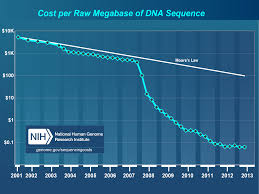 Cost per Raw Megabase of DNA Sequence
$10K
$1K
Moore's Law
$100
$10
$1
NIH National Human Genome
Research Institute
genome.gov/sequencingcosts
$0.1
2001 2002 2003 2004 2005 2006 2007 2008 2009 2010 2011 2012 2013